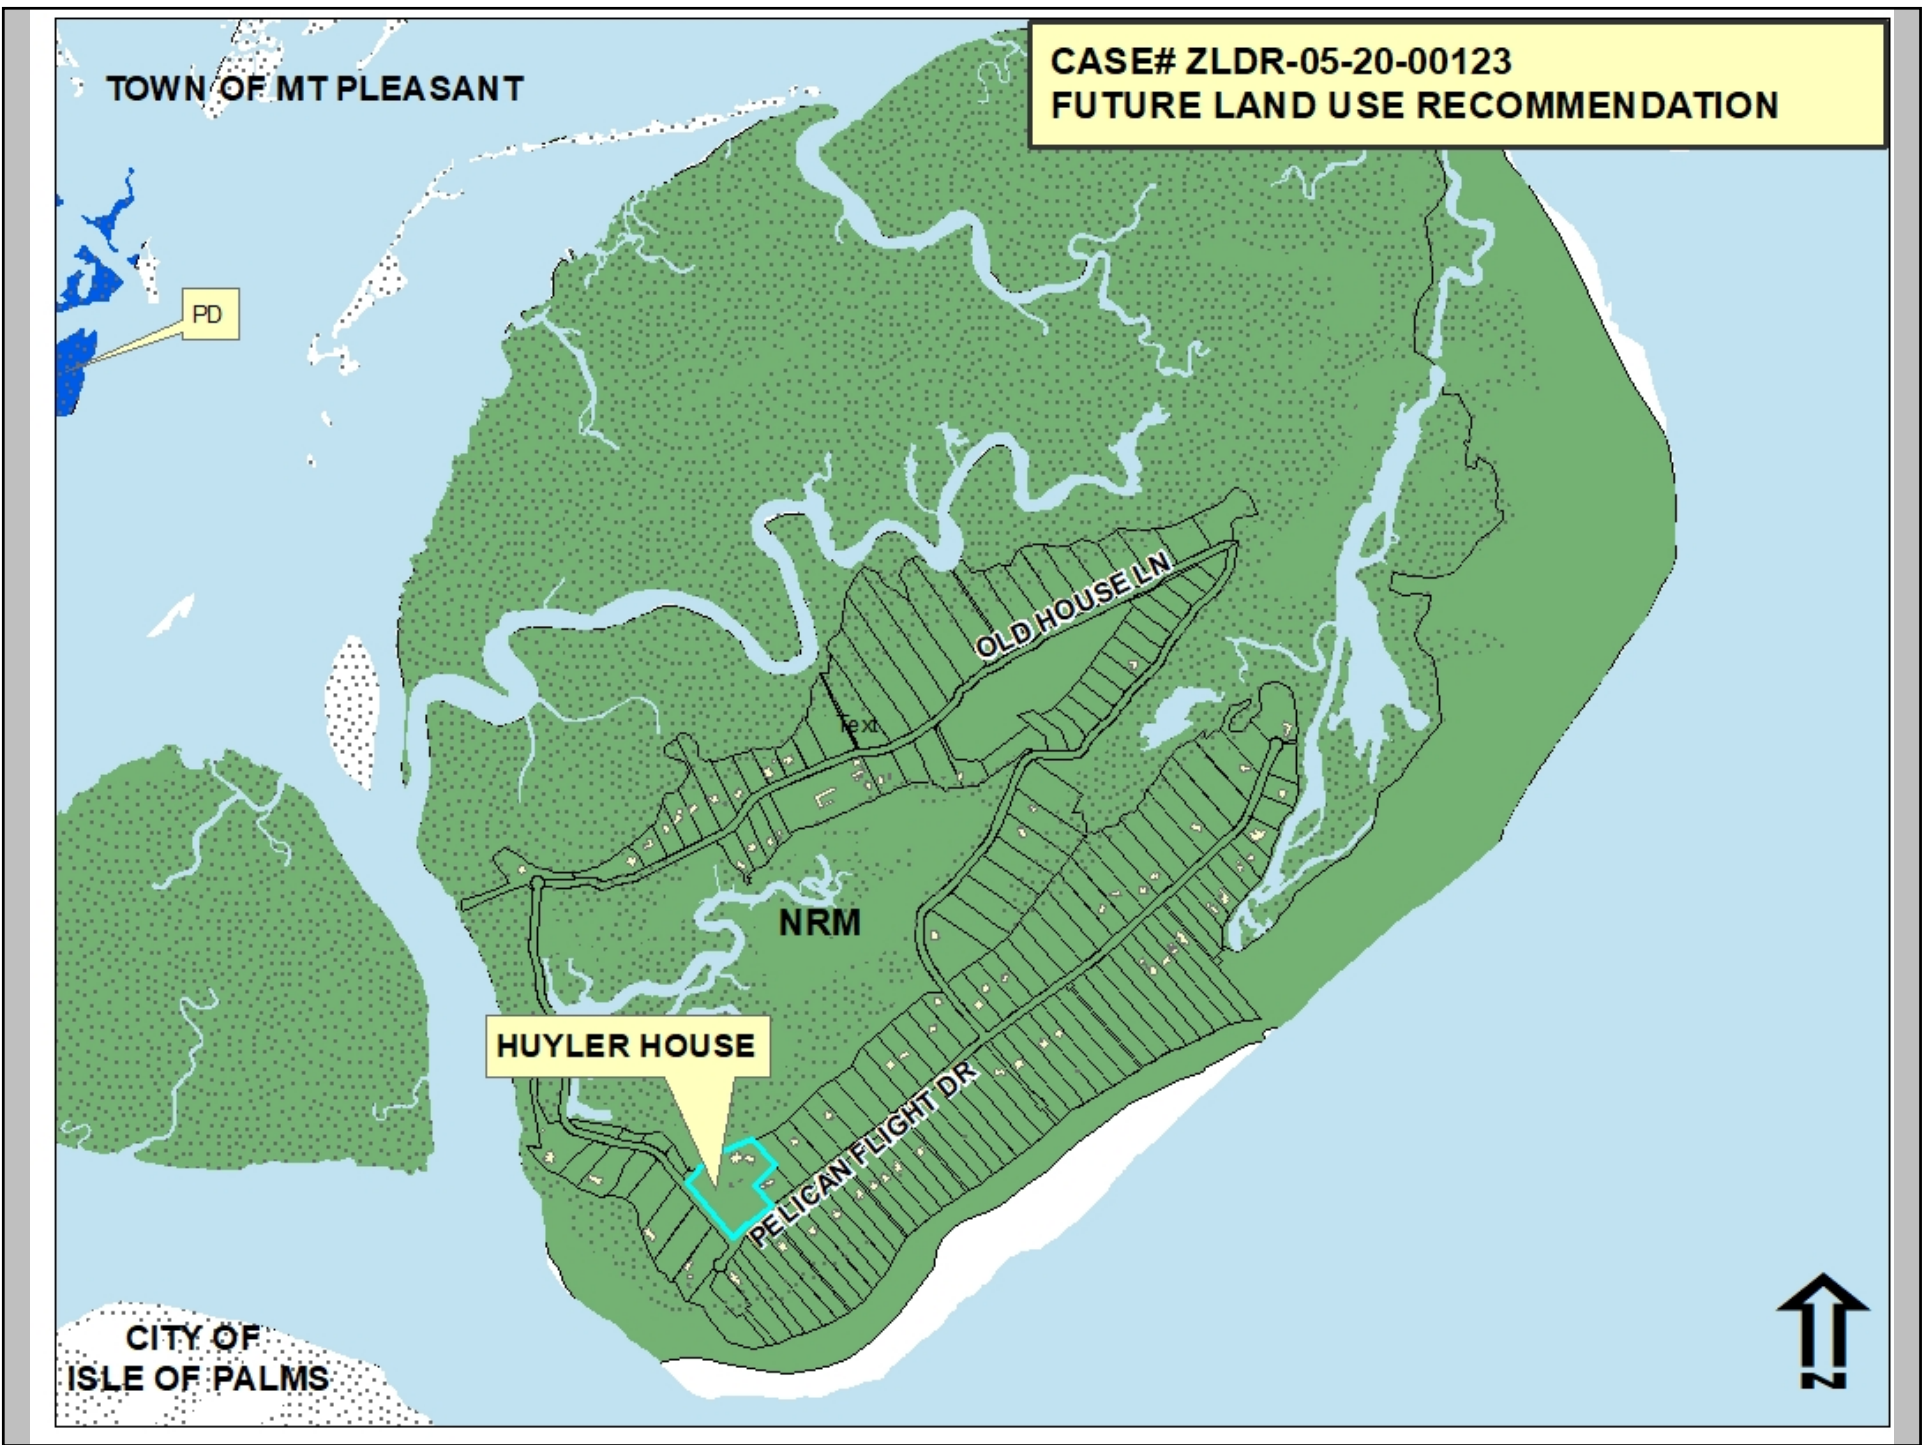 CASE# ZLDR-05-20-00123
FUTURE LAND USE RECOMMENDATION
TOWN OF MT PLEASANT
PD
OLD HOUSE LN
Text
NRM
HUYLER HOUSE
PELICAN FLIGHT DR
CITY OF
ISLE OF PALMS
N